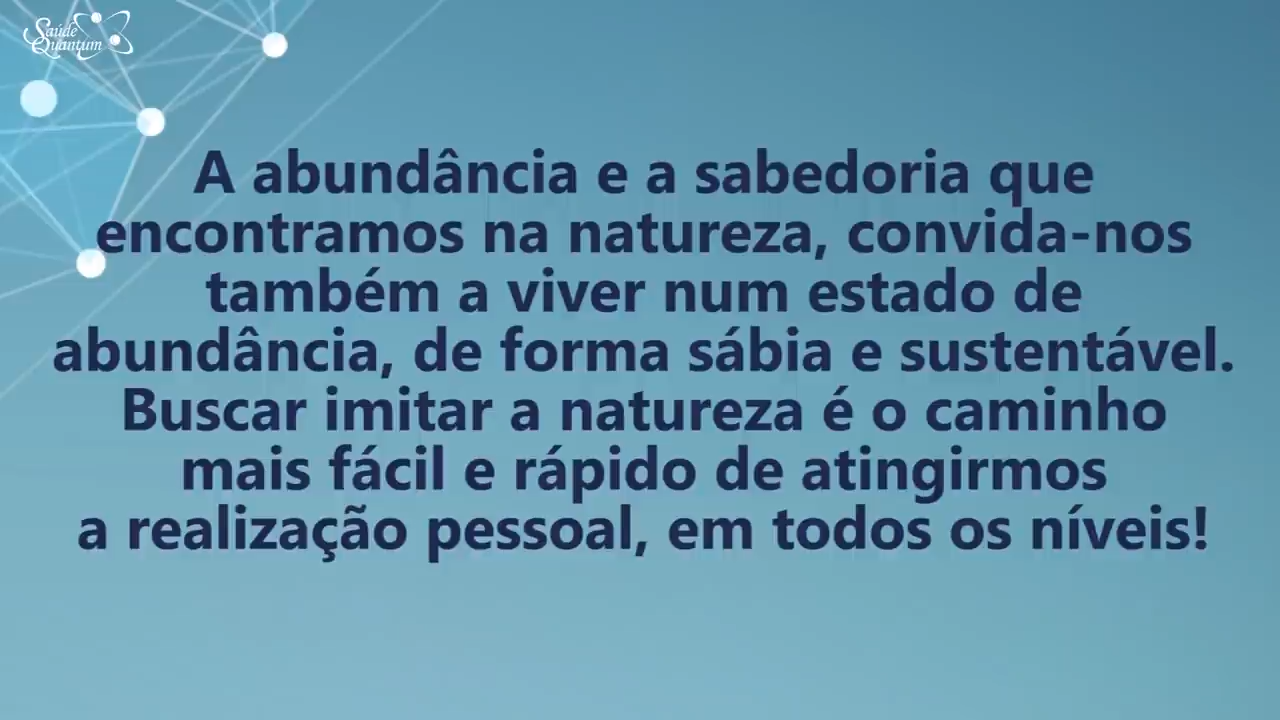 Saúde
Quantum
A abundância e a sabedoria que
encontramos na natureza, convida-nos
também a viver num estado de
abundância, de forma sábia e sustentável.
Buscar imitar a natureza é o caminho
mais fácil e rápido de atingirmos
a realização pessoal, em todos os níveis!